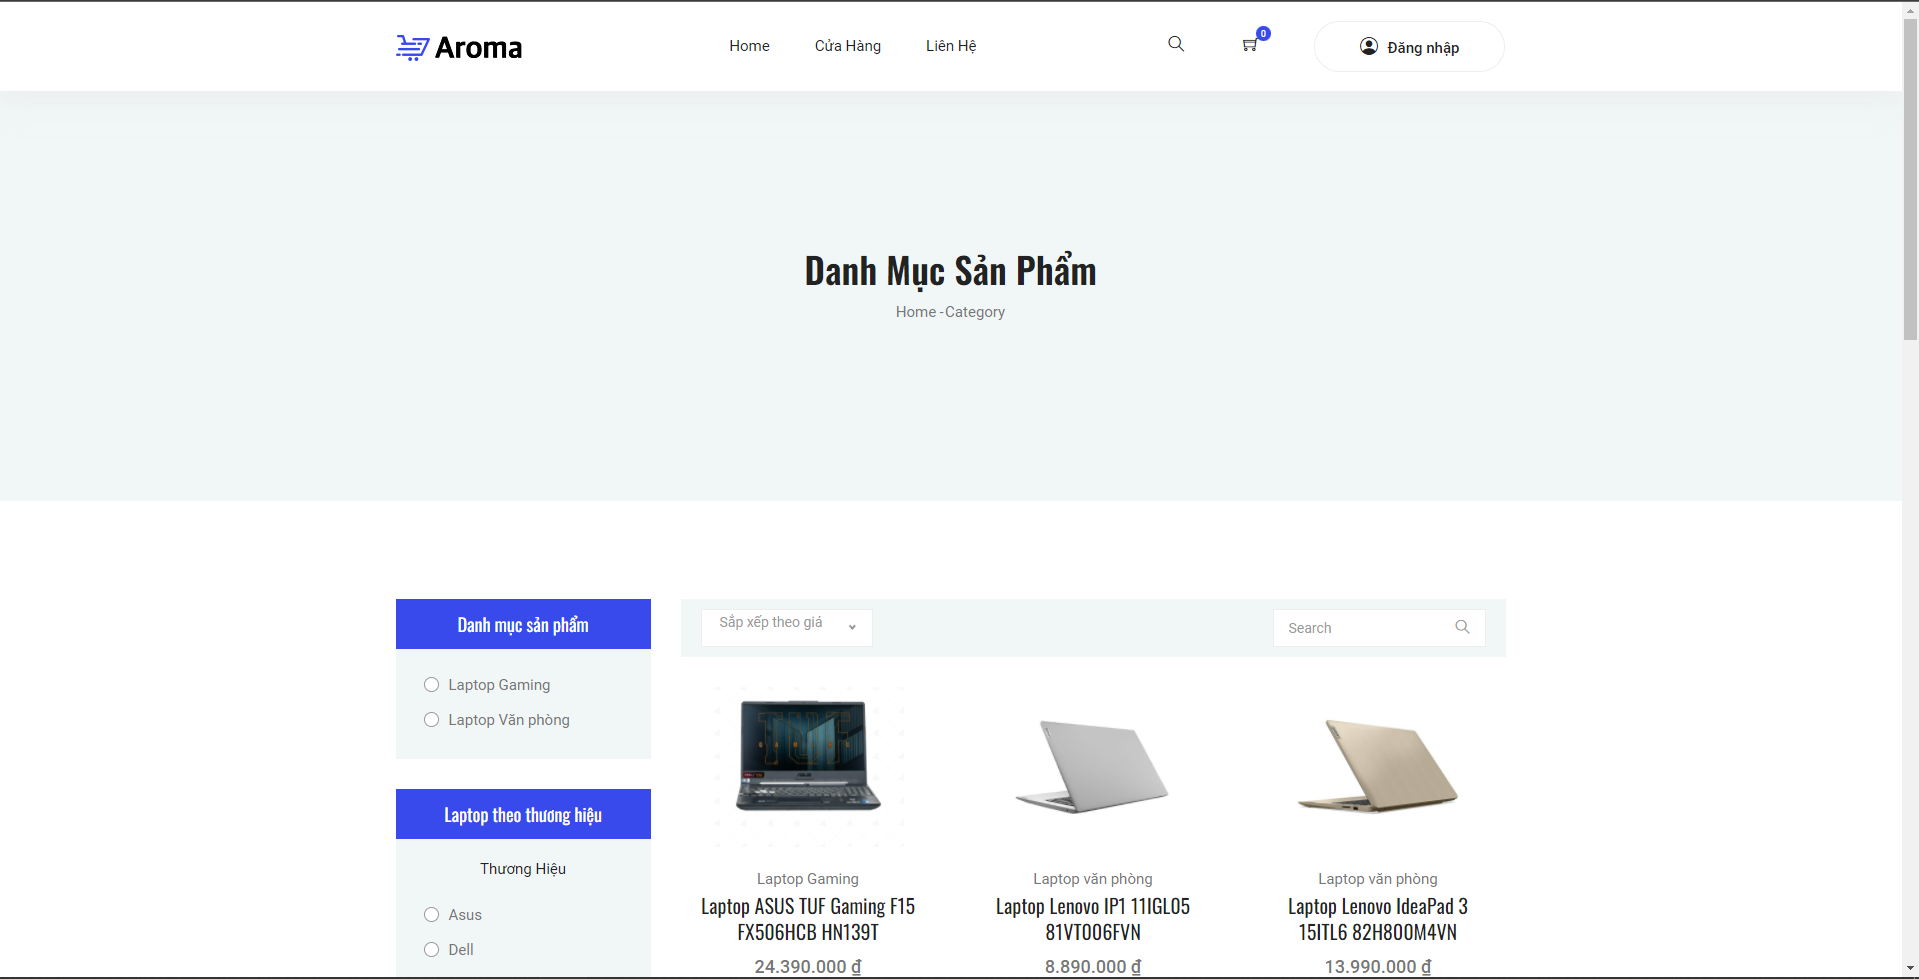 Aroma
Home
Cửa Hàng
Liên Hệ
0
Đăng nhập
Danh Mục Sản Phẩm
Home - Category
Danh mục sản phẩm
Laptop Gaming
Laptop Văn phòng
Laptop theo thương hiệu
Thương Hiệu
Asus
Dell
Sắp xếp theo giá
Search
Laptop Gaming
Laptop ASUS TUF Gaming F15
FX506HCB HN139T
24.390.000 ₫
Laptop văn phòng
Laptop Lenovo IP1 11IGL05
81VT006FVN
8.890.000 ₫
Laptop văn phòng
Laptop Lenovo IdeaPad 3
15ITL6 82H800M4VN
13.990.000 ₫